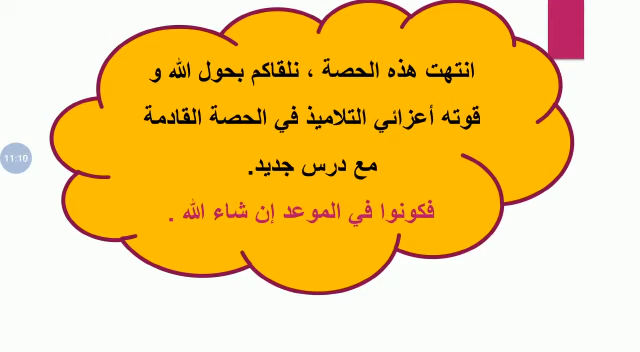 انتهت هذه الحصة ، نلقاكم بحول الله و
قوته أعزائي التلاميذ في الحصة القادمة
مع درس جديد.
فكونوا في الموعد إن شاء الله .
11:10